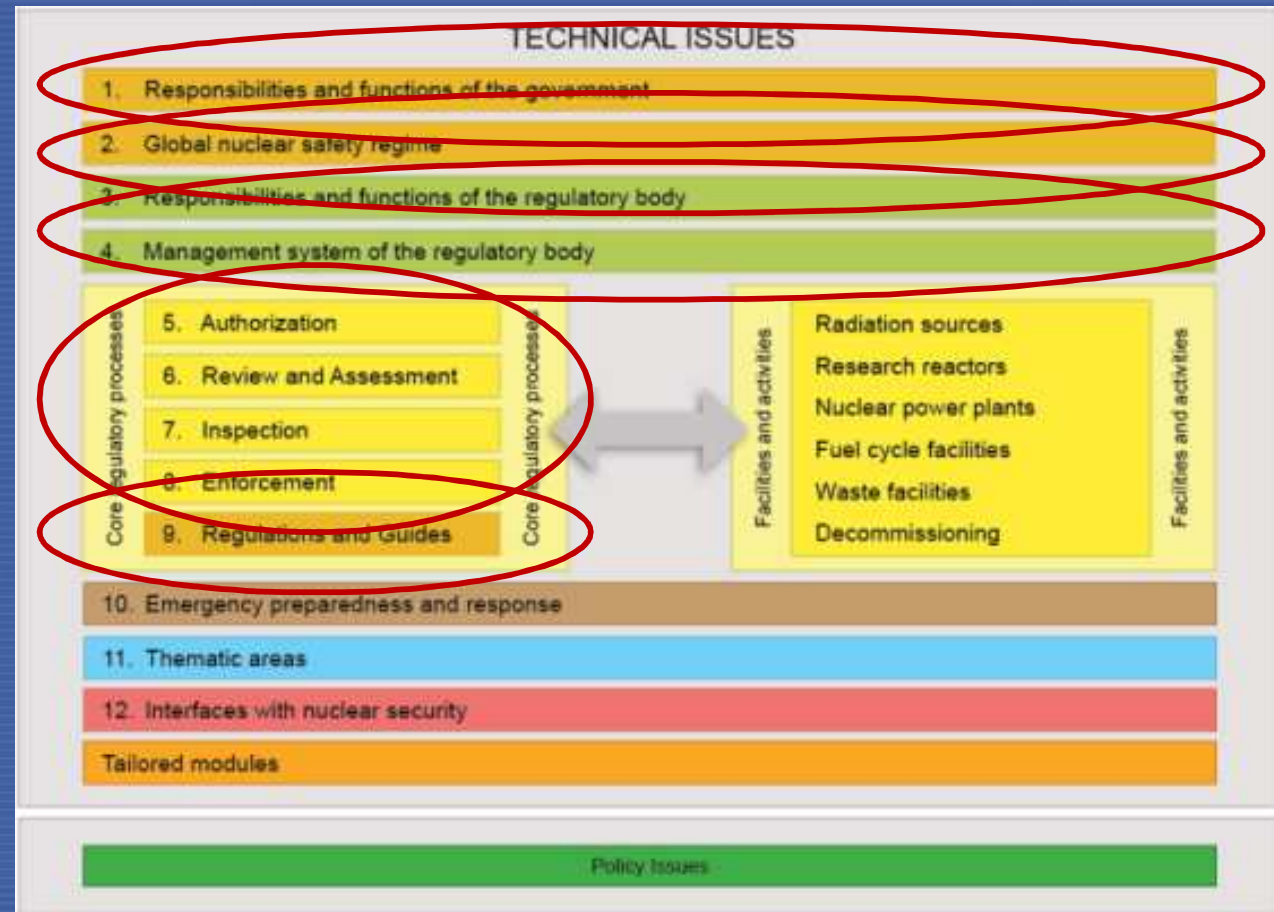 TECHNICAL ISSUES
1. Responsibilities and functions of the government
2. Global nuclear safety regime
3. Responsibilities and functions of the regulatory body
4. Management system of the regulatory body
Core regulatory processes
5. Authorization
6. Review and Assessment
7. Inspection
8. Enforcement
9. Regulations and Guides
Core regulatory processes
Facilities and activities
Radiation sources
Research reactors
Nuclear power plants
Fuel cycle facilities
Waste facilities
Decommissioning
Facilities and activities
10. Emergency preparedness and response
11. Thematic areas
12. Interfaces with nuclear security
Tailored modules
Policy Issues